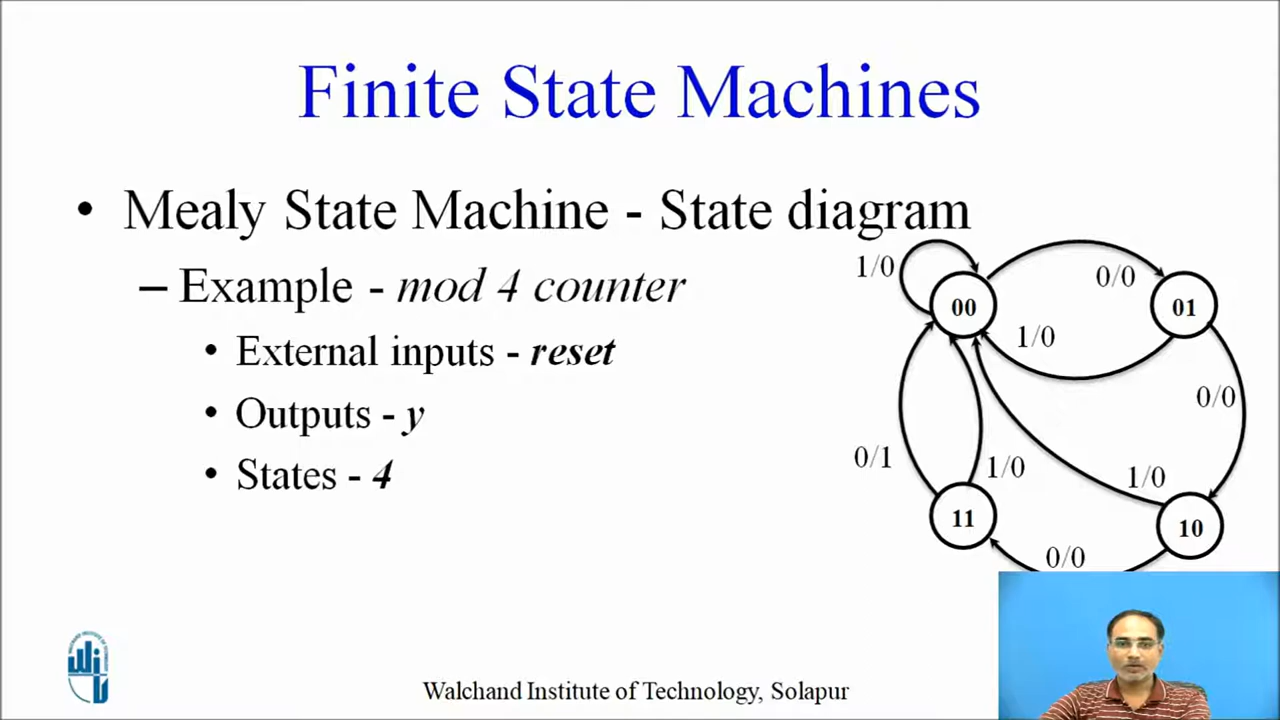 Finite State Machines
• Mealy State Machine - State diagram
– Example - mod 4 counter
• External inputs - reset
• Outputs - y
• States - 4
1/0
0/0
00
01
1/0
0/0
0/1
1/0
1/0
11
10
0/0
WIT
Walchand Institute of Technology, Solapur